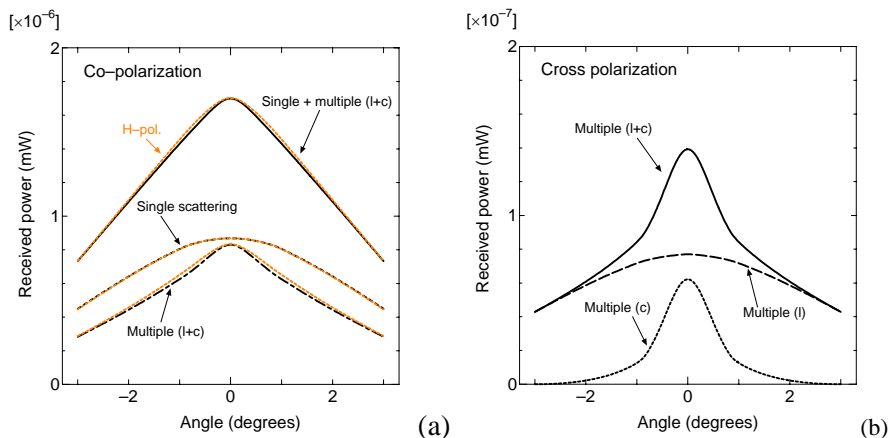 [×10⁻⁶]
2
1
0
−2
0
2
Received power (mW)
Angle (degrees)
Co–polarization
Single + multiple (l+c)
H–pol.
Single scattering
Multiple (l+c)
(a)
[×10⁻⁷]
2
1
0
−2
0
2
Received power (mW)
Angle (degrees)
Cross polarization
Multiple (l+c)
Multiple (c)
Multiple (l)
(b)